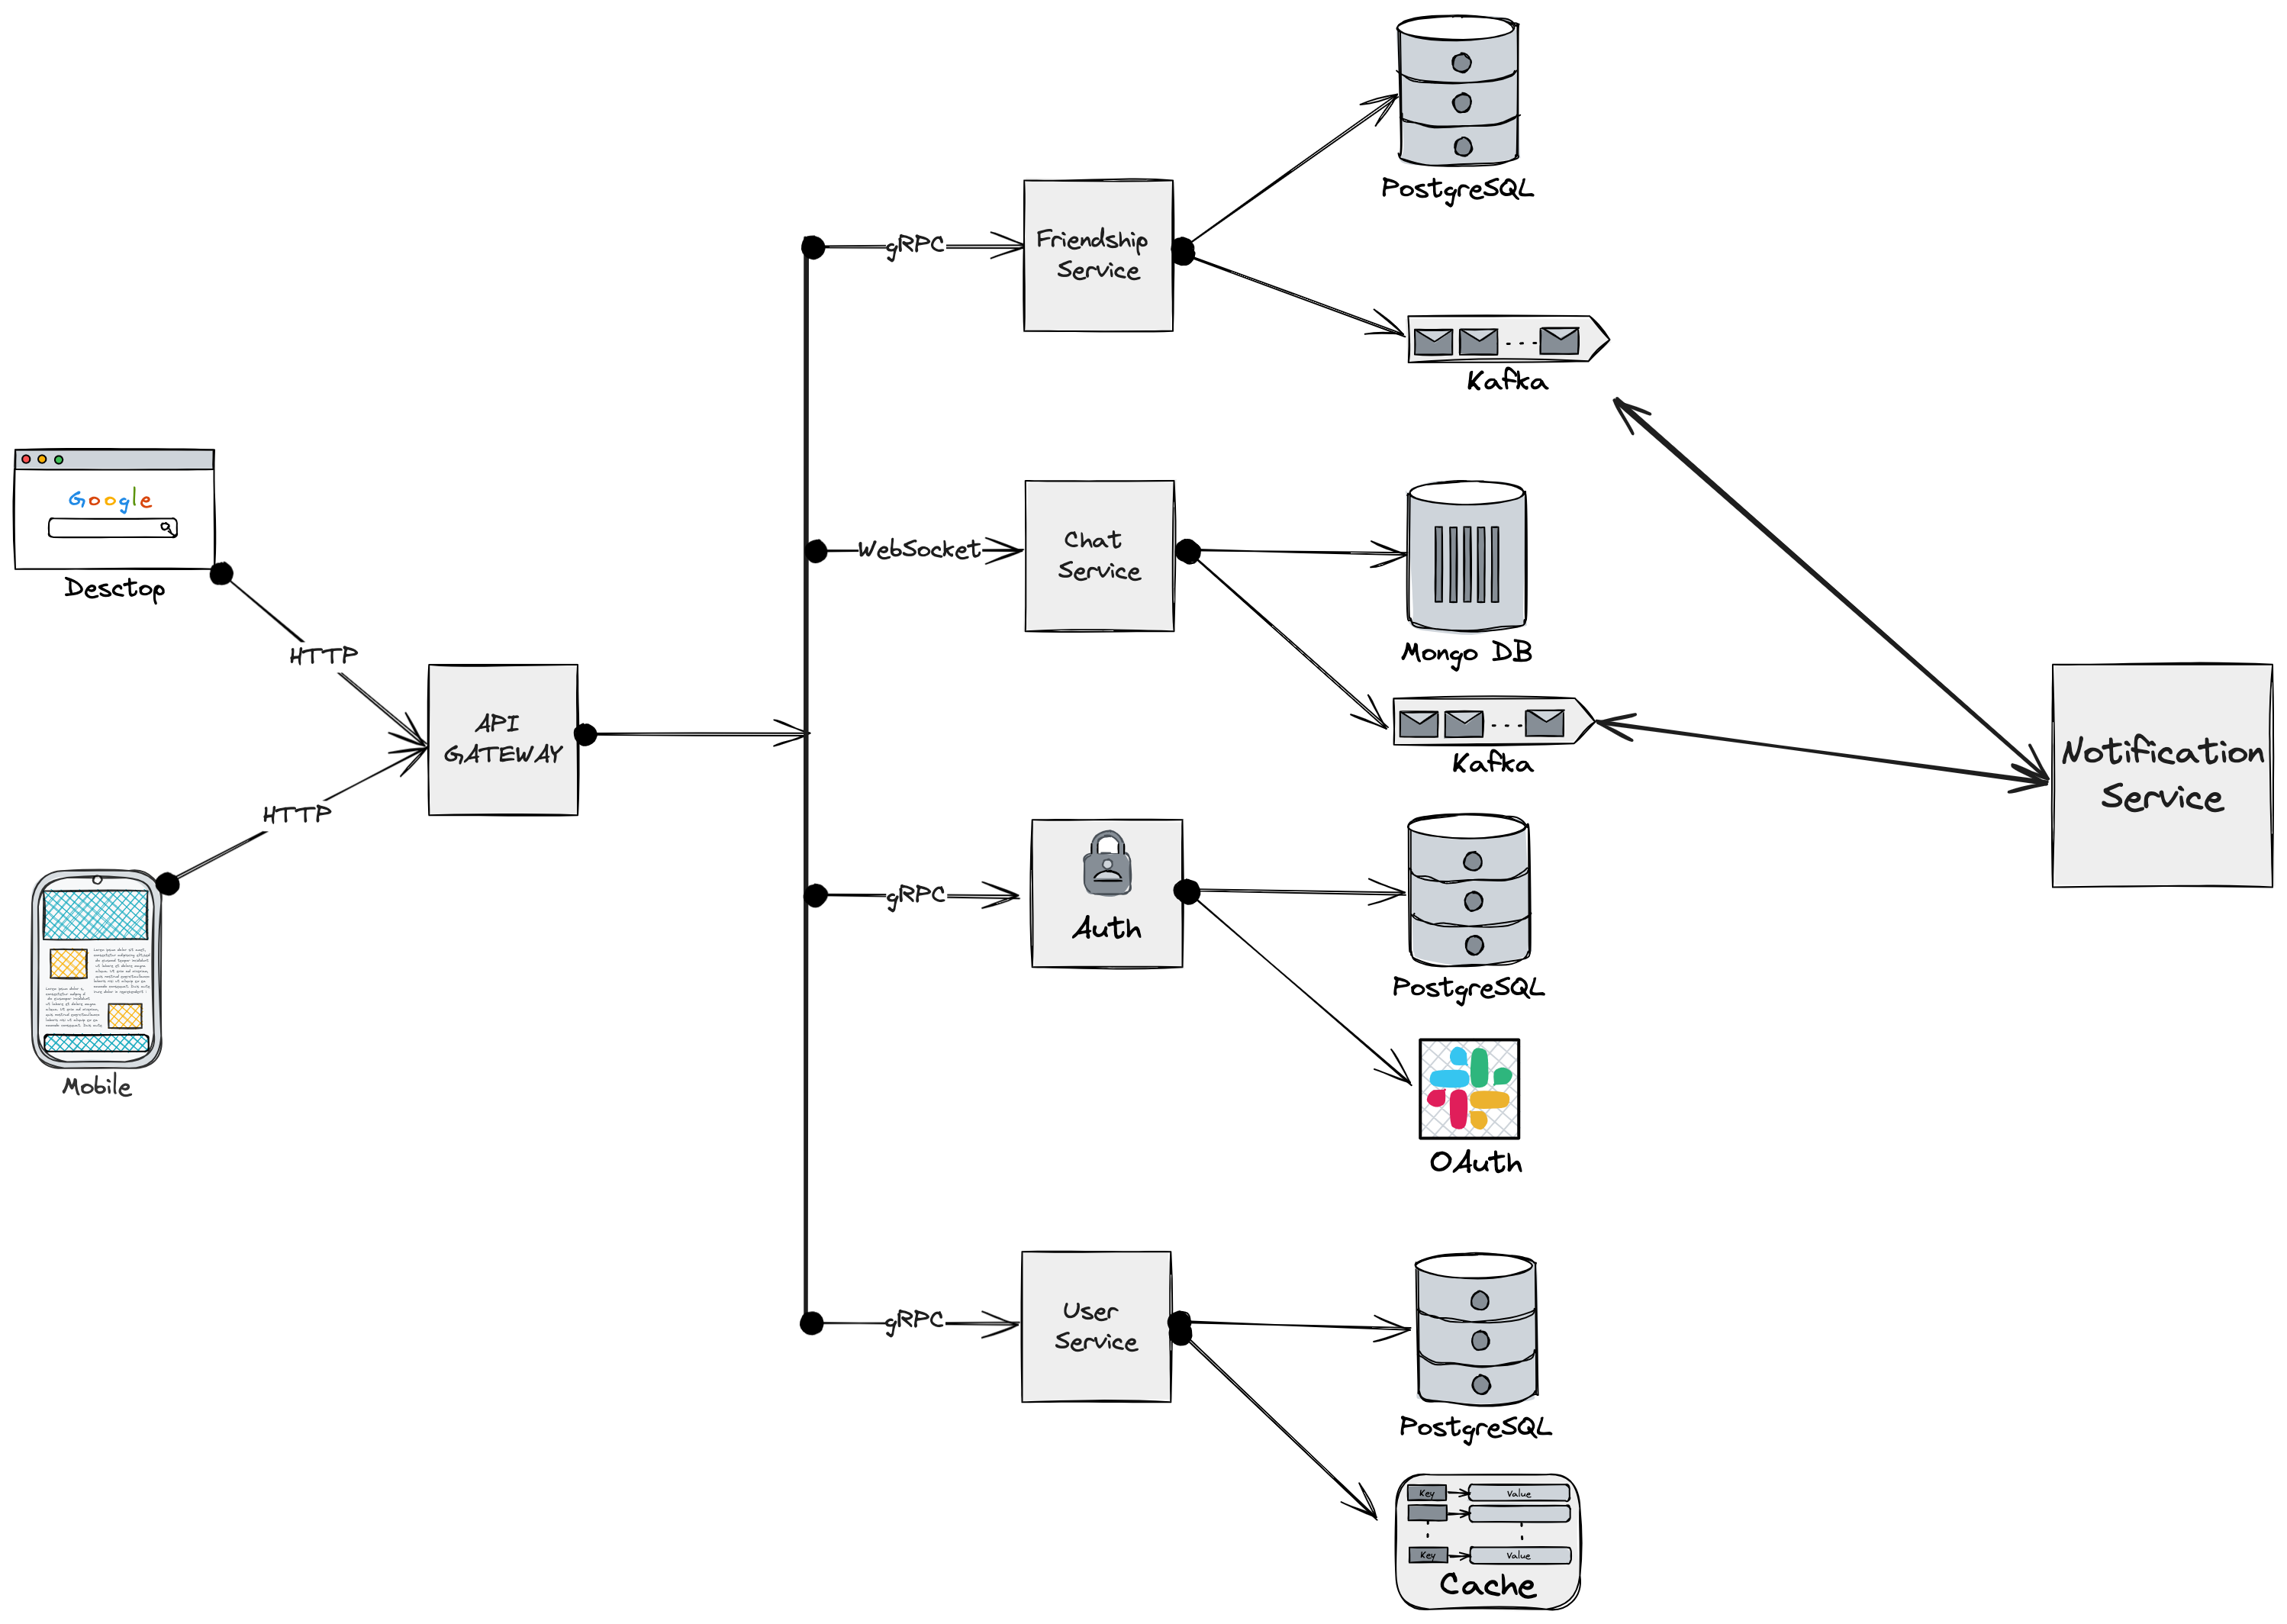 PostgreSQL
gRPC
Friendship
Service
Kafka
Google
Desctop
WebSocket
Chat
Service
Mongo DB
HTTP
API
GATEWAY
Kafka
Notification
Service
HTTP
gRPC
Auth
PostgreSQL
Mobile
OAuth
gRPC
User
Service
PostgreSQL
Key
Value
Key
Value
Cache